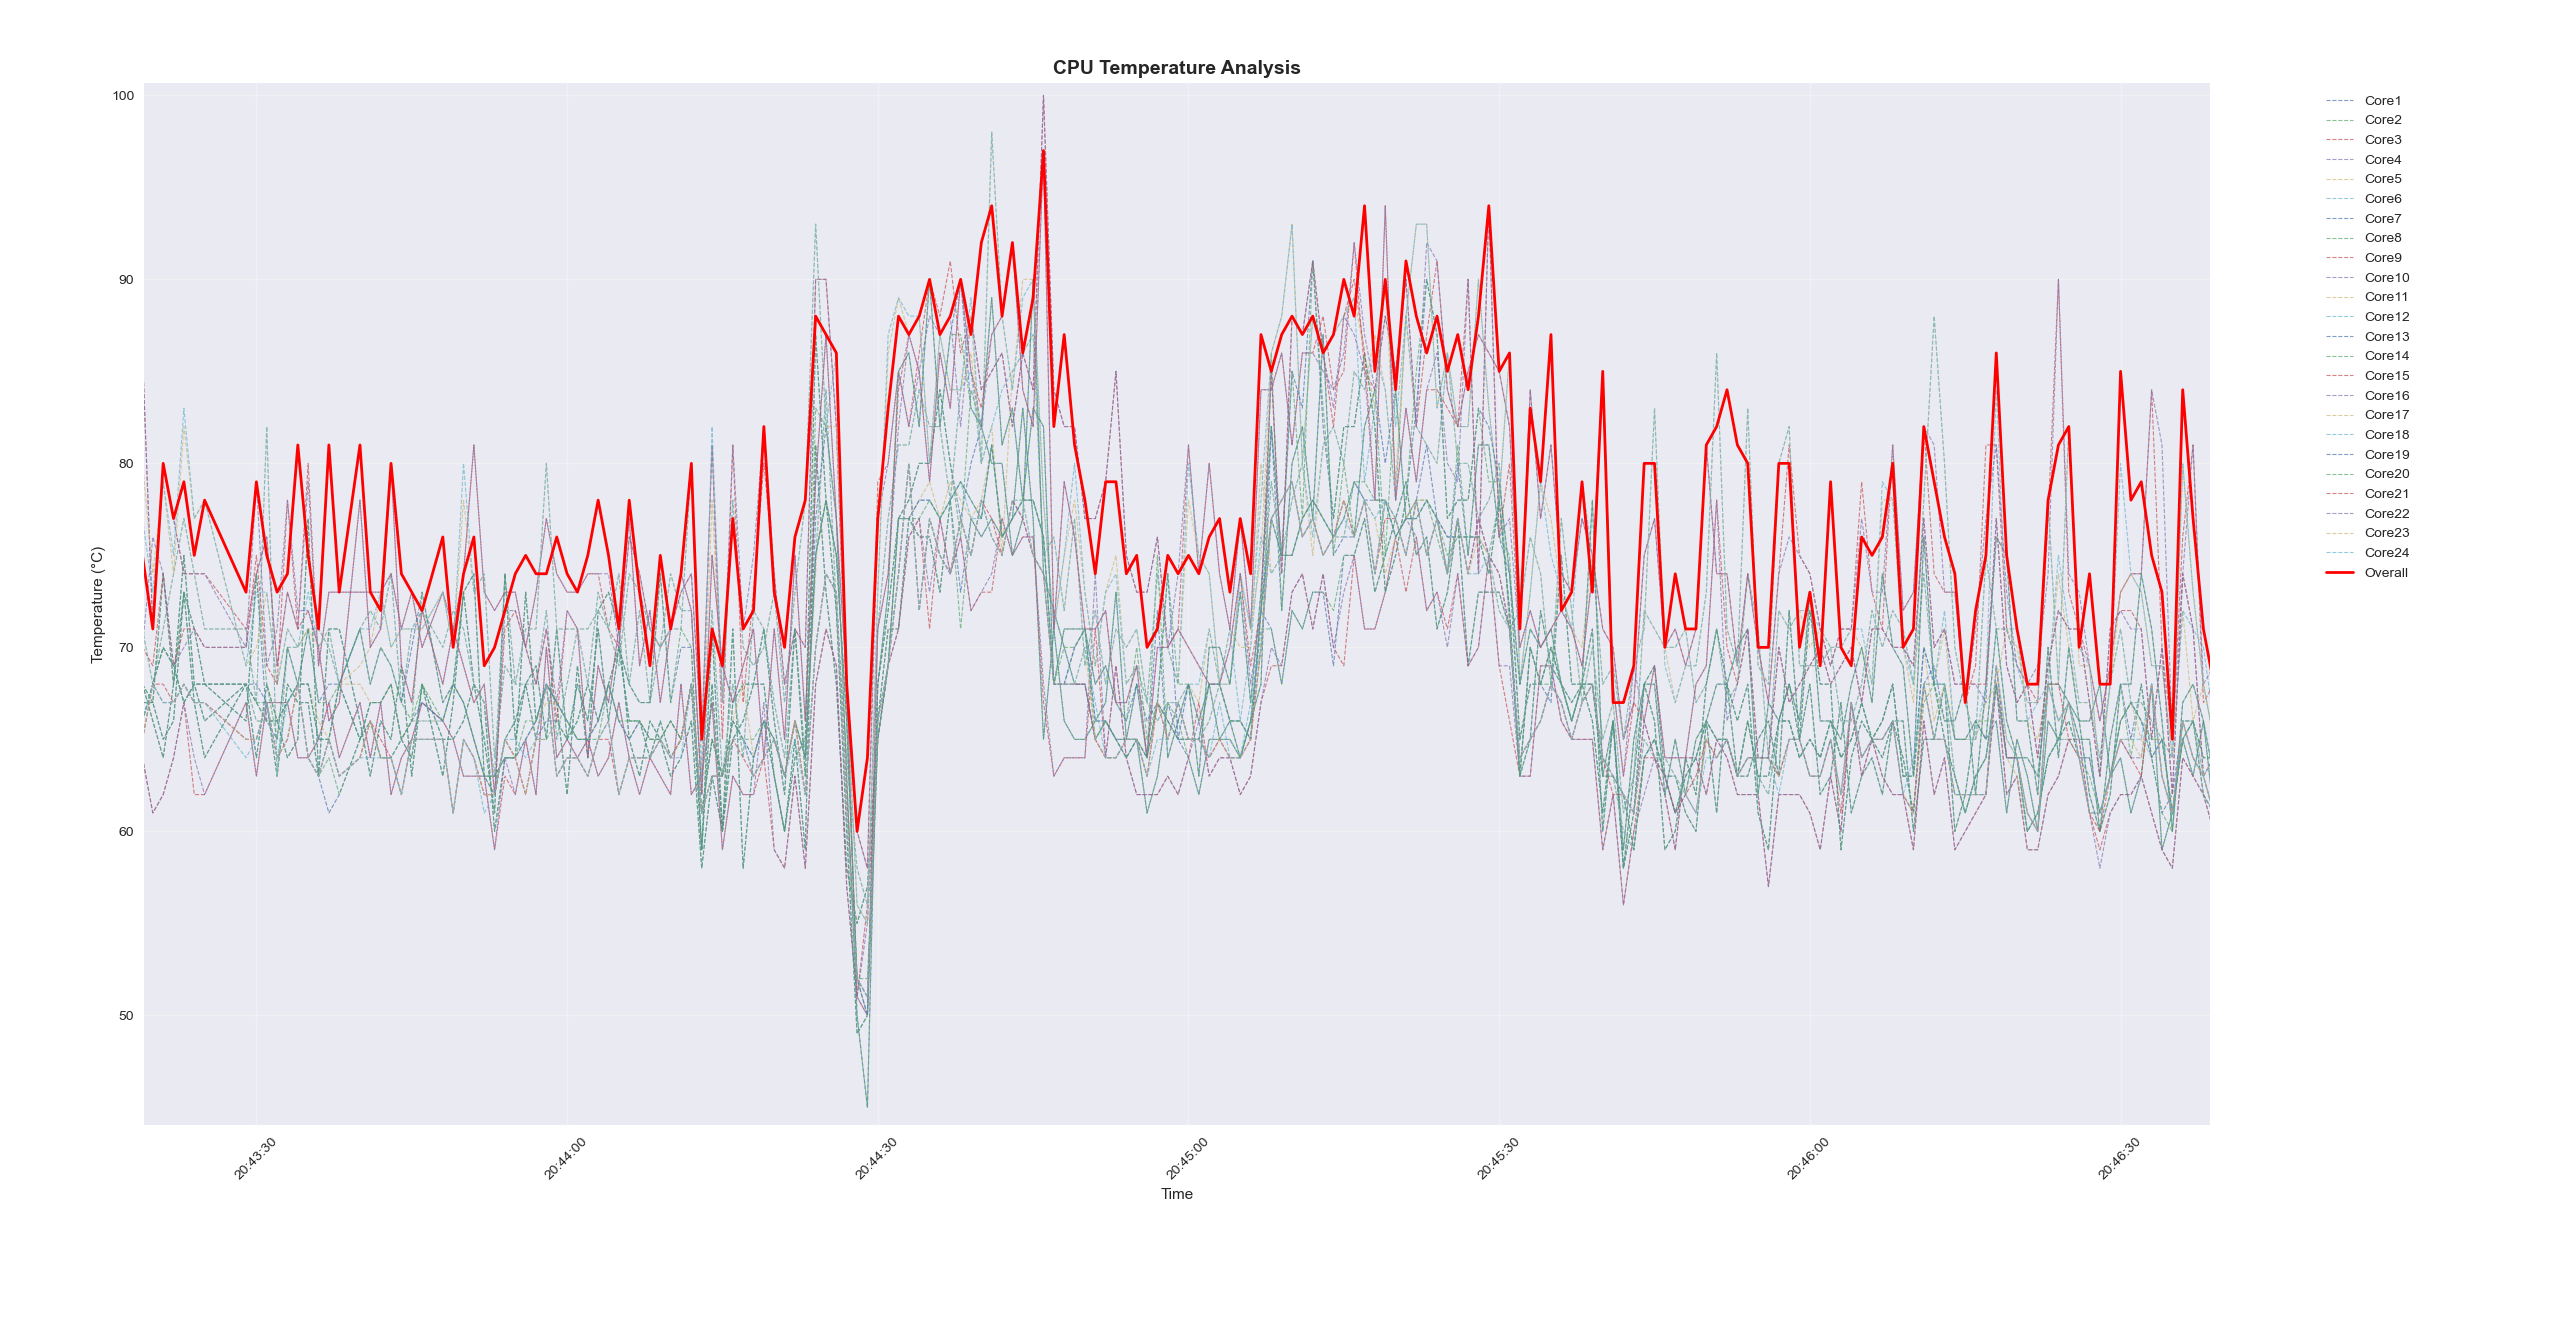 CPU Temperature Analysis
Temperature (°C)
100
90
80
70
60
50
20:43:30
20:44:00
20:44:30
20:45:00
20:45:30
20:46:00
20:46:30
Time
Core1
Core2
Core3
Core4
Core5
Core6
Core7
Core8
Core9
Core10
Core11
Core12
Core13
Core14
Core15
Core16
Core17
Core18
Core19
Core20
Core21
Core22
Core23
Core24
Overall